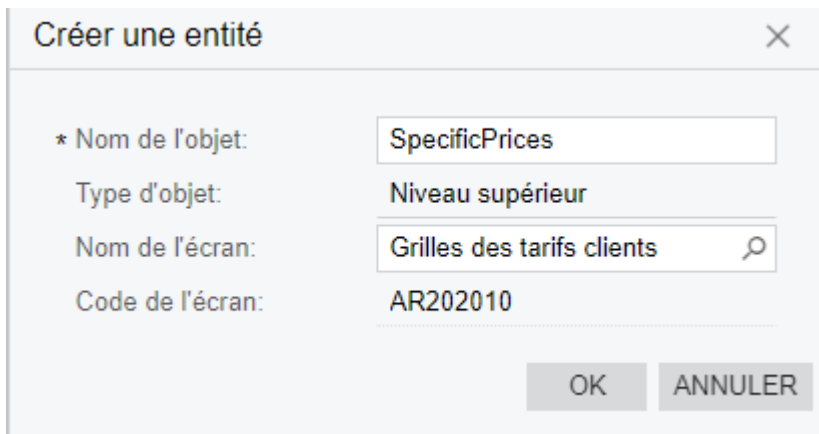 Créer une entité
* Nom de l'objet: SpecificPrices
Type d'objet: Niveau supérieur
Nom de l'écran: Grilles des tarifs clients
Code de l'écran: AR202010
OK ANNULER